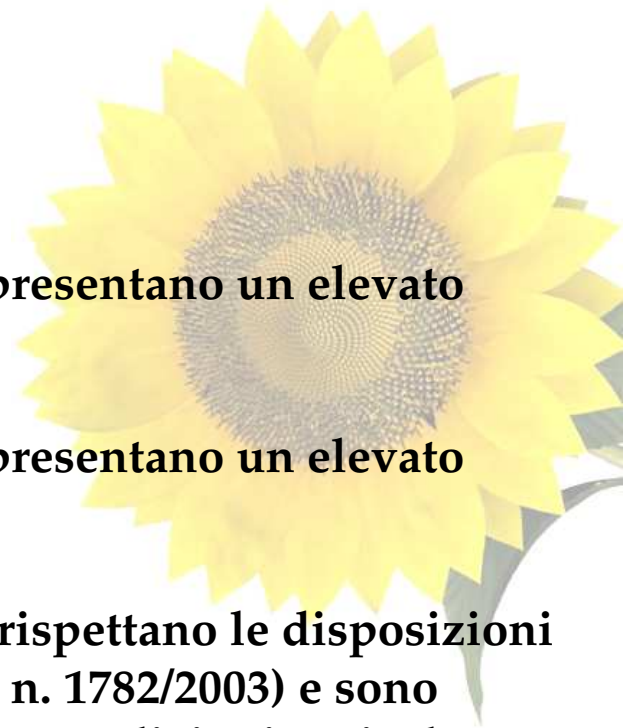 presentano un elevato
presentano un elevato
rispettano le disposizioni
n. 1782/2003) e sono